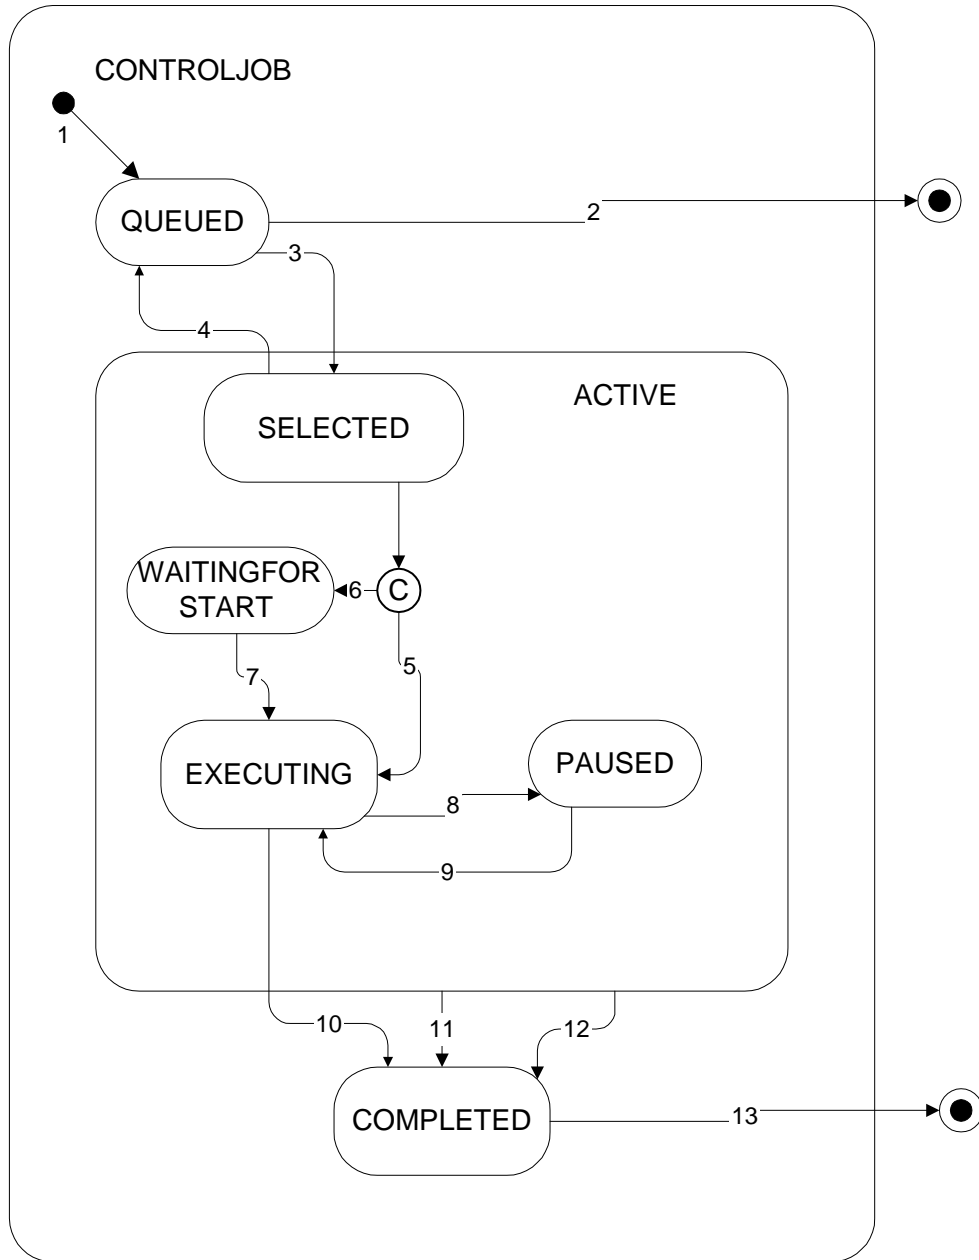 CONTROLJOB
1
QUEUED
2
3
4
ACTIVE
SELECTED
WAITINGFOR
START
6
C
7
5
EXECUTING
PAUSED
8
9
10
11
12
COMPLETED
13